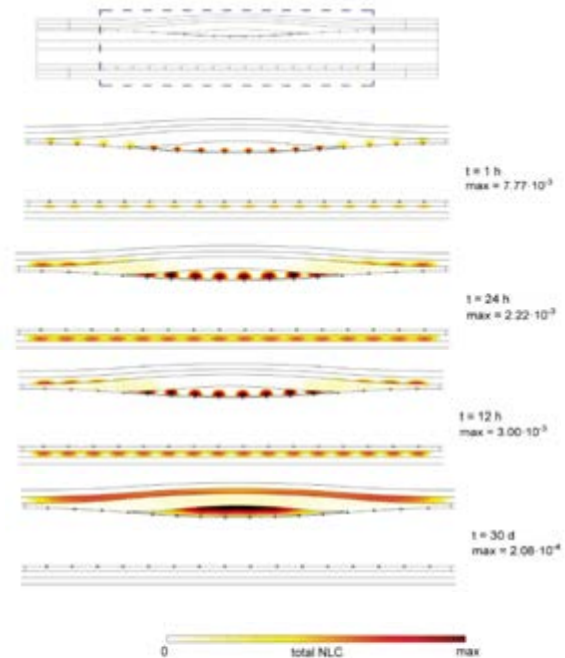 t = 1 h
max = 7.77·10⁻³
t = 24 h
max = 2.22·10⁻³
t = 12 h
max = 3.00·10⁻³
t = 30 d
max = 2.08·10⁻⁴
0 total NLC max